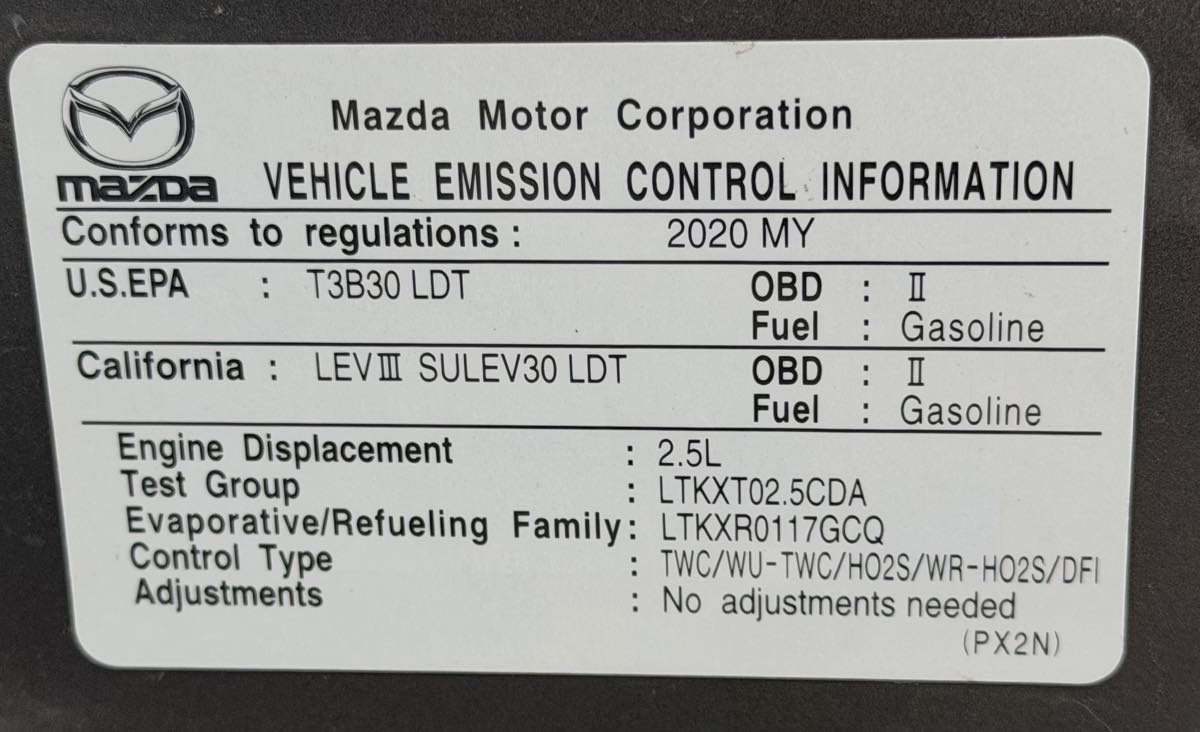 Mazda Motor Corporation
mazda VEHICLE EMISSION CONTROL INFORMATION
Conforms to regulations : 2020 MY
U.S.EPA : T3B30 LDT OBD : II
Fuel : Gasoline
California : LEVIII SULEV30 LDT OBD : II
Fuel : Gasoline
Engine Displacement : 2.5L
Test Group : LTKXT02.5CDA
Evaporative/Refueling Family: LTKXR0117GCQ
Control Type : TWC/WU-TWC/HO2S/WR-HO2S/DFI
Adjustments : No adjustments needed
(PX2N)